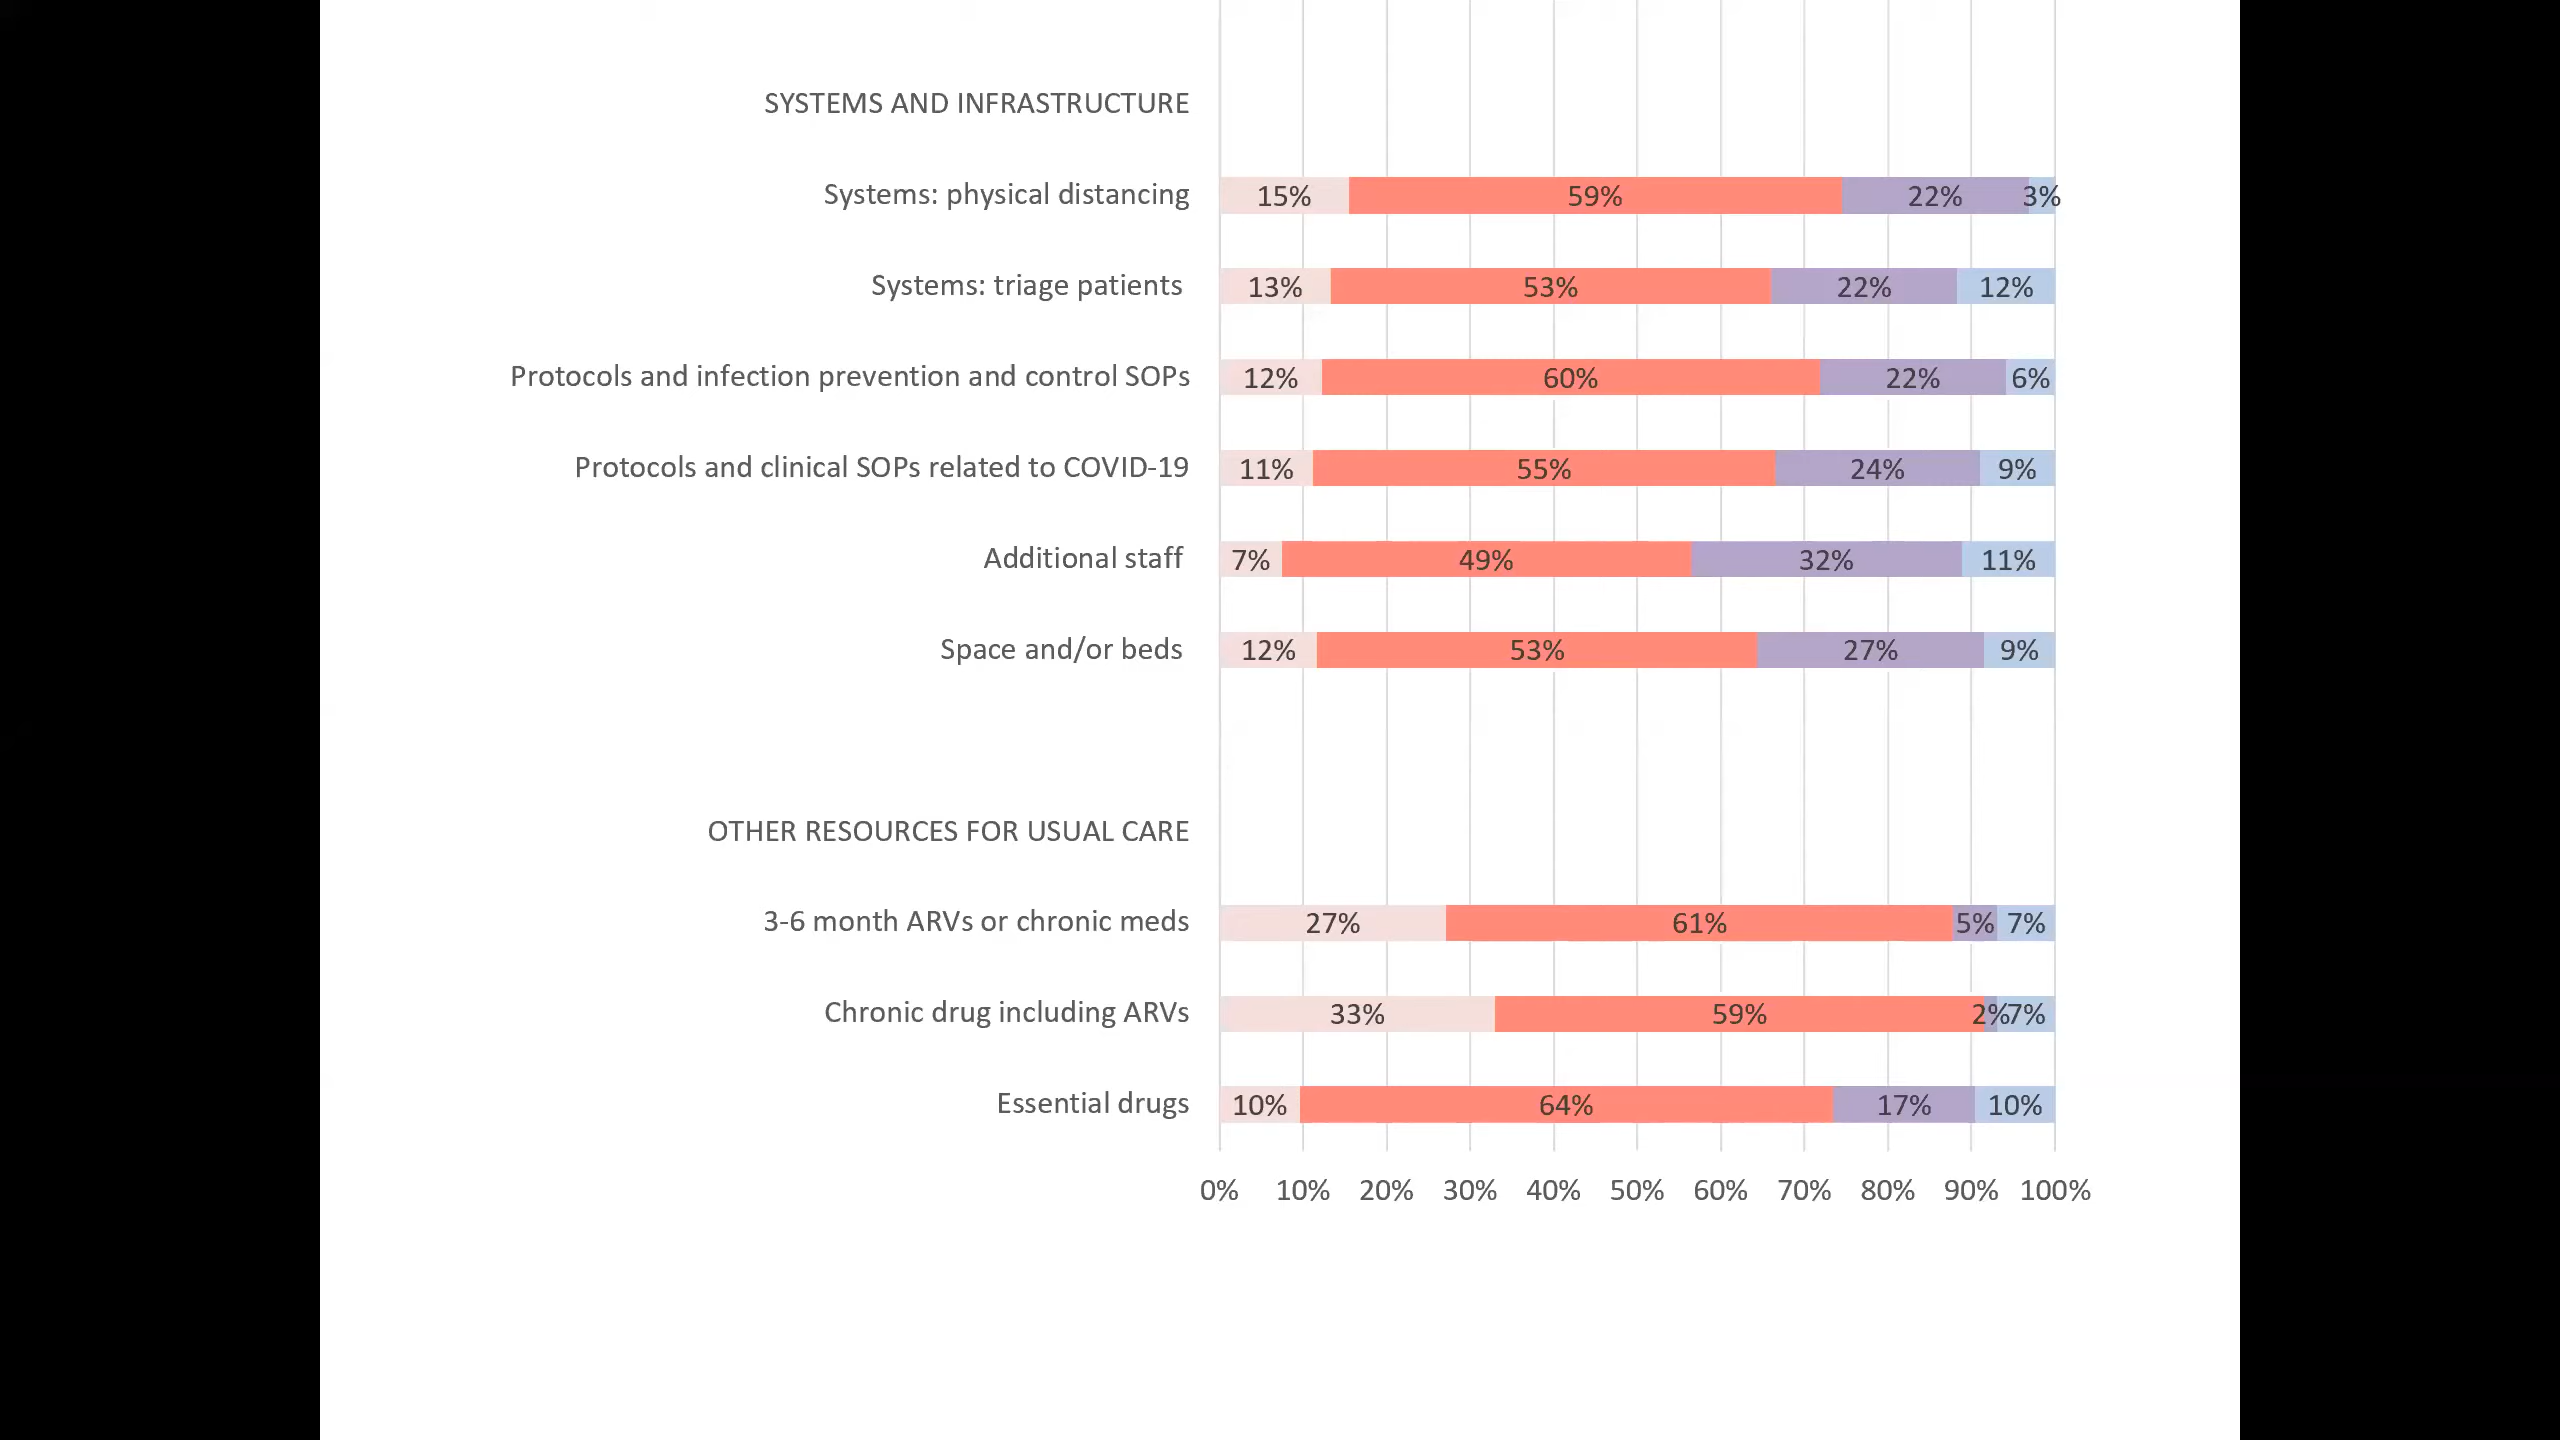 SYSTEMS AND INFRASTRUCTURE
Systems: physical distancing 15% 59% 22% 3%
Systems: triage patients 13% 53% 22% 12%
Protocols and infection prevention and control SOPs 12% 60% 22% 6%
Protocols and clinical SOPs related to COVID-19 11% 55% 24% 9%
Additional staff 7% 49% 32% 11%
Space and/or beds 12% 53% 27% 9%
OTHER RESOURCES FOR USUAL CARE
3-6 month ARVs or chronic meds 27% 61% 5% 7%
Chronic drug including ARVs 33% 59% 2% 7%
Essential drugs 10% 64% 17% 10%
0% 10% 20% 30% 40% 50% 60% 70% 80% 90% 100%